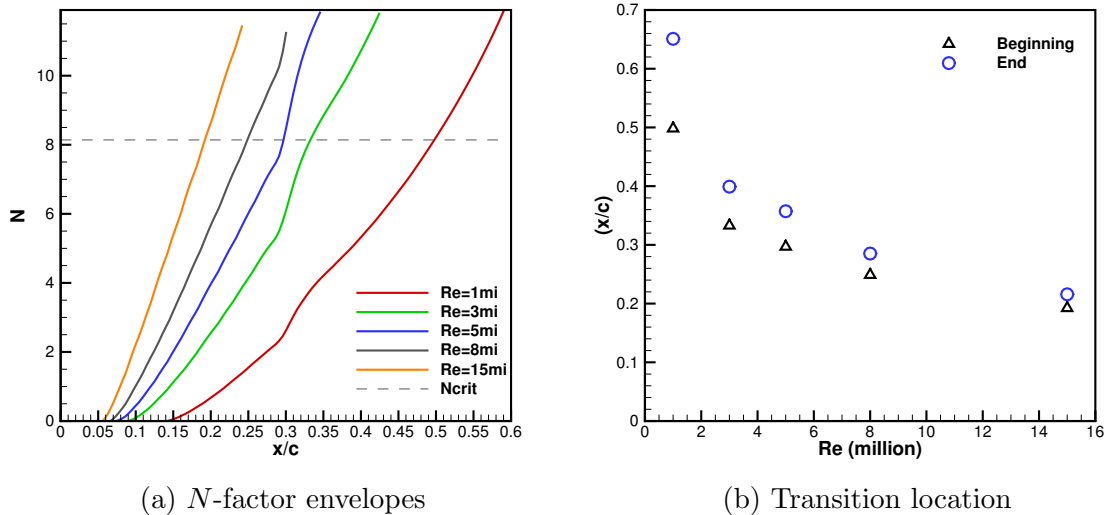 N
10
8
6
4
2
0
0 0.05 0.1 0.15 0.2 0.25 0.3 0.35 0.4 0.45 0.5 0.55 0.6
x/c
Re=1mi
Re=3mi
Re=5mi
Re=8mi
Re=15mi
Ncrit
(a) N-factor envelopes
(x/c)
0.7
0.6
0.5
0.4
0.3
0.2
0.1
0
0 2 4 6 8 10 12 14 16
Re (million)
Beginning
End
(b) Transition location